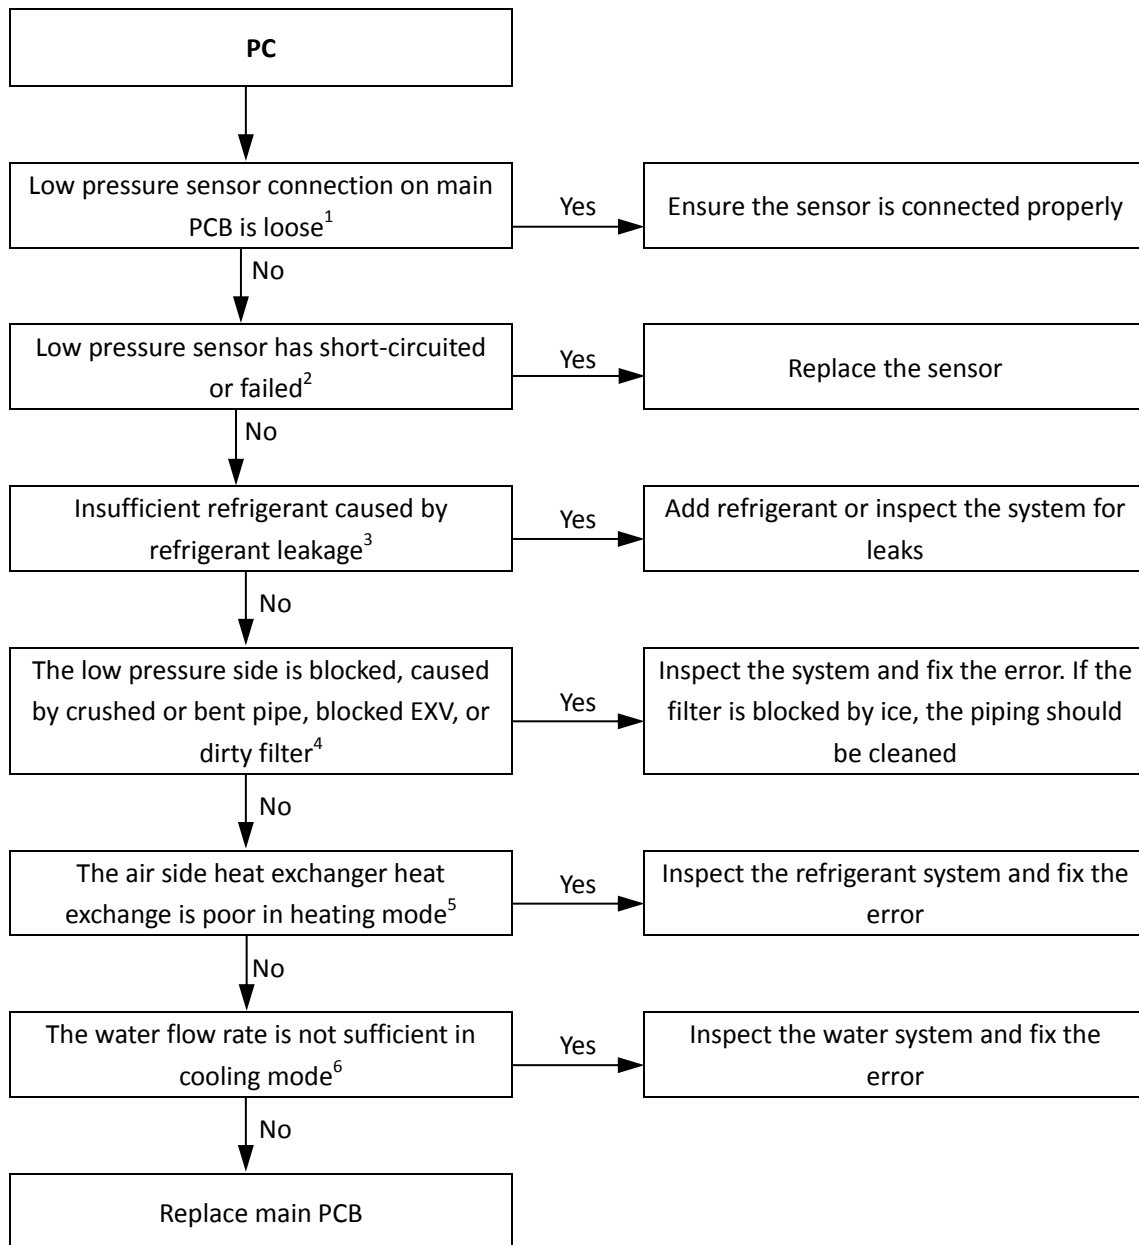 PC
Low pressure sensor connection on main
PCB is loose1
Yes
Ensure the sensor is connected properly
No
Low pressure sensor has short-circuited
or failed2
Yes
Replace the sensor
No
Insufficient refrigerant caused by
refrigerant leakage3
Yes
Add refrigerant or inspect the system for
leaks
No
The low pressure side is blocked, caused
by crushed or bent pipe, blocked EXV, or
dirty filter4
Yes
Inspect the system and fix the error. If the
filter is blocked by ice, the piping should
be cleaned
No
The air side heat exchanger heat
exchange is poor in heating mode5
Yes
Inspect the refrigerant system and fix the
error
No
The water flow rate is not sufficient in
cooling mode6
Yes
Inspect the water system and fix the
error
No
Replace main PCB